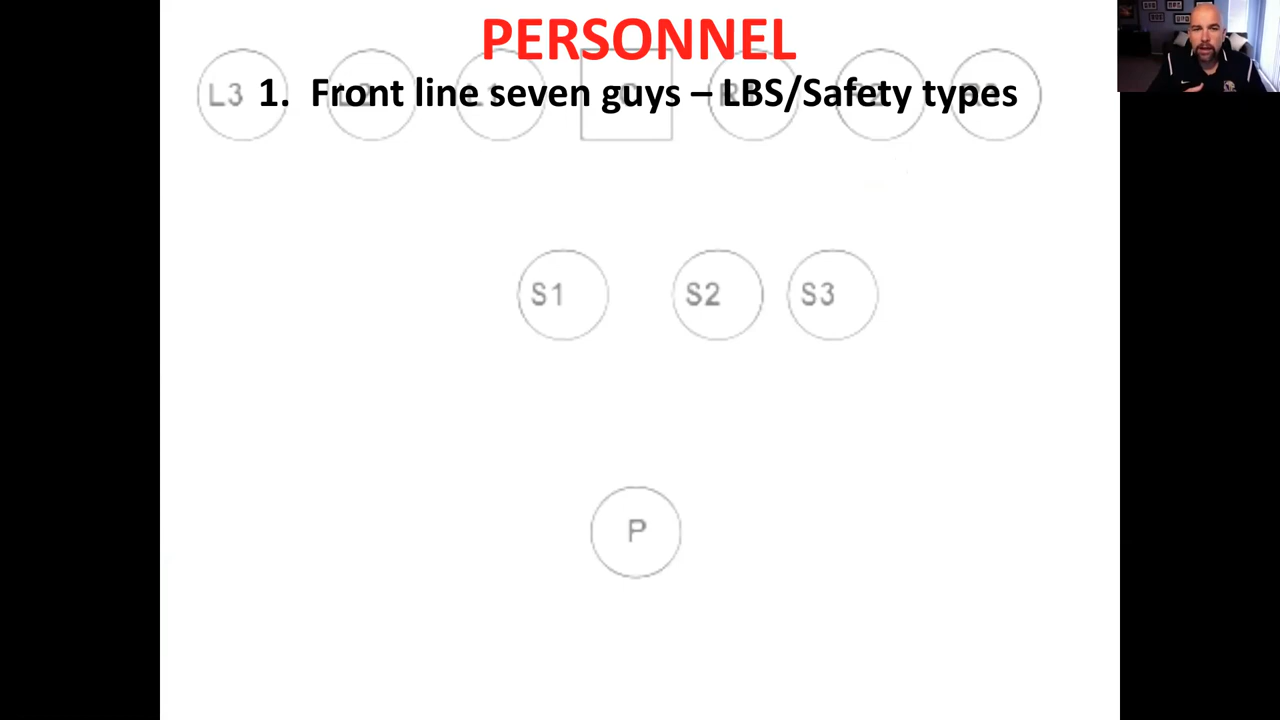 PERSONNEL
1. Front line seven guys – LBS/Safety types
L3
S1 S2 S3
P